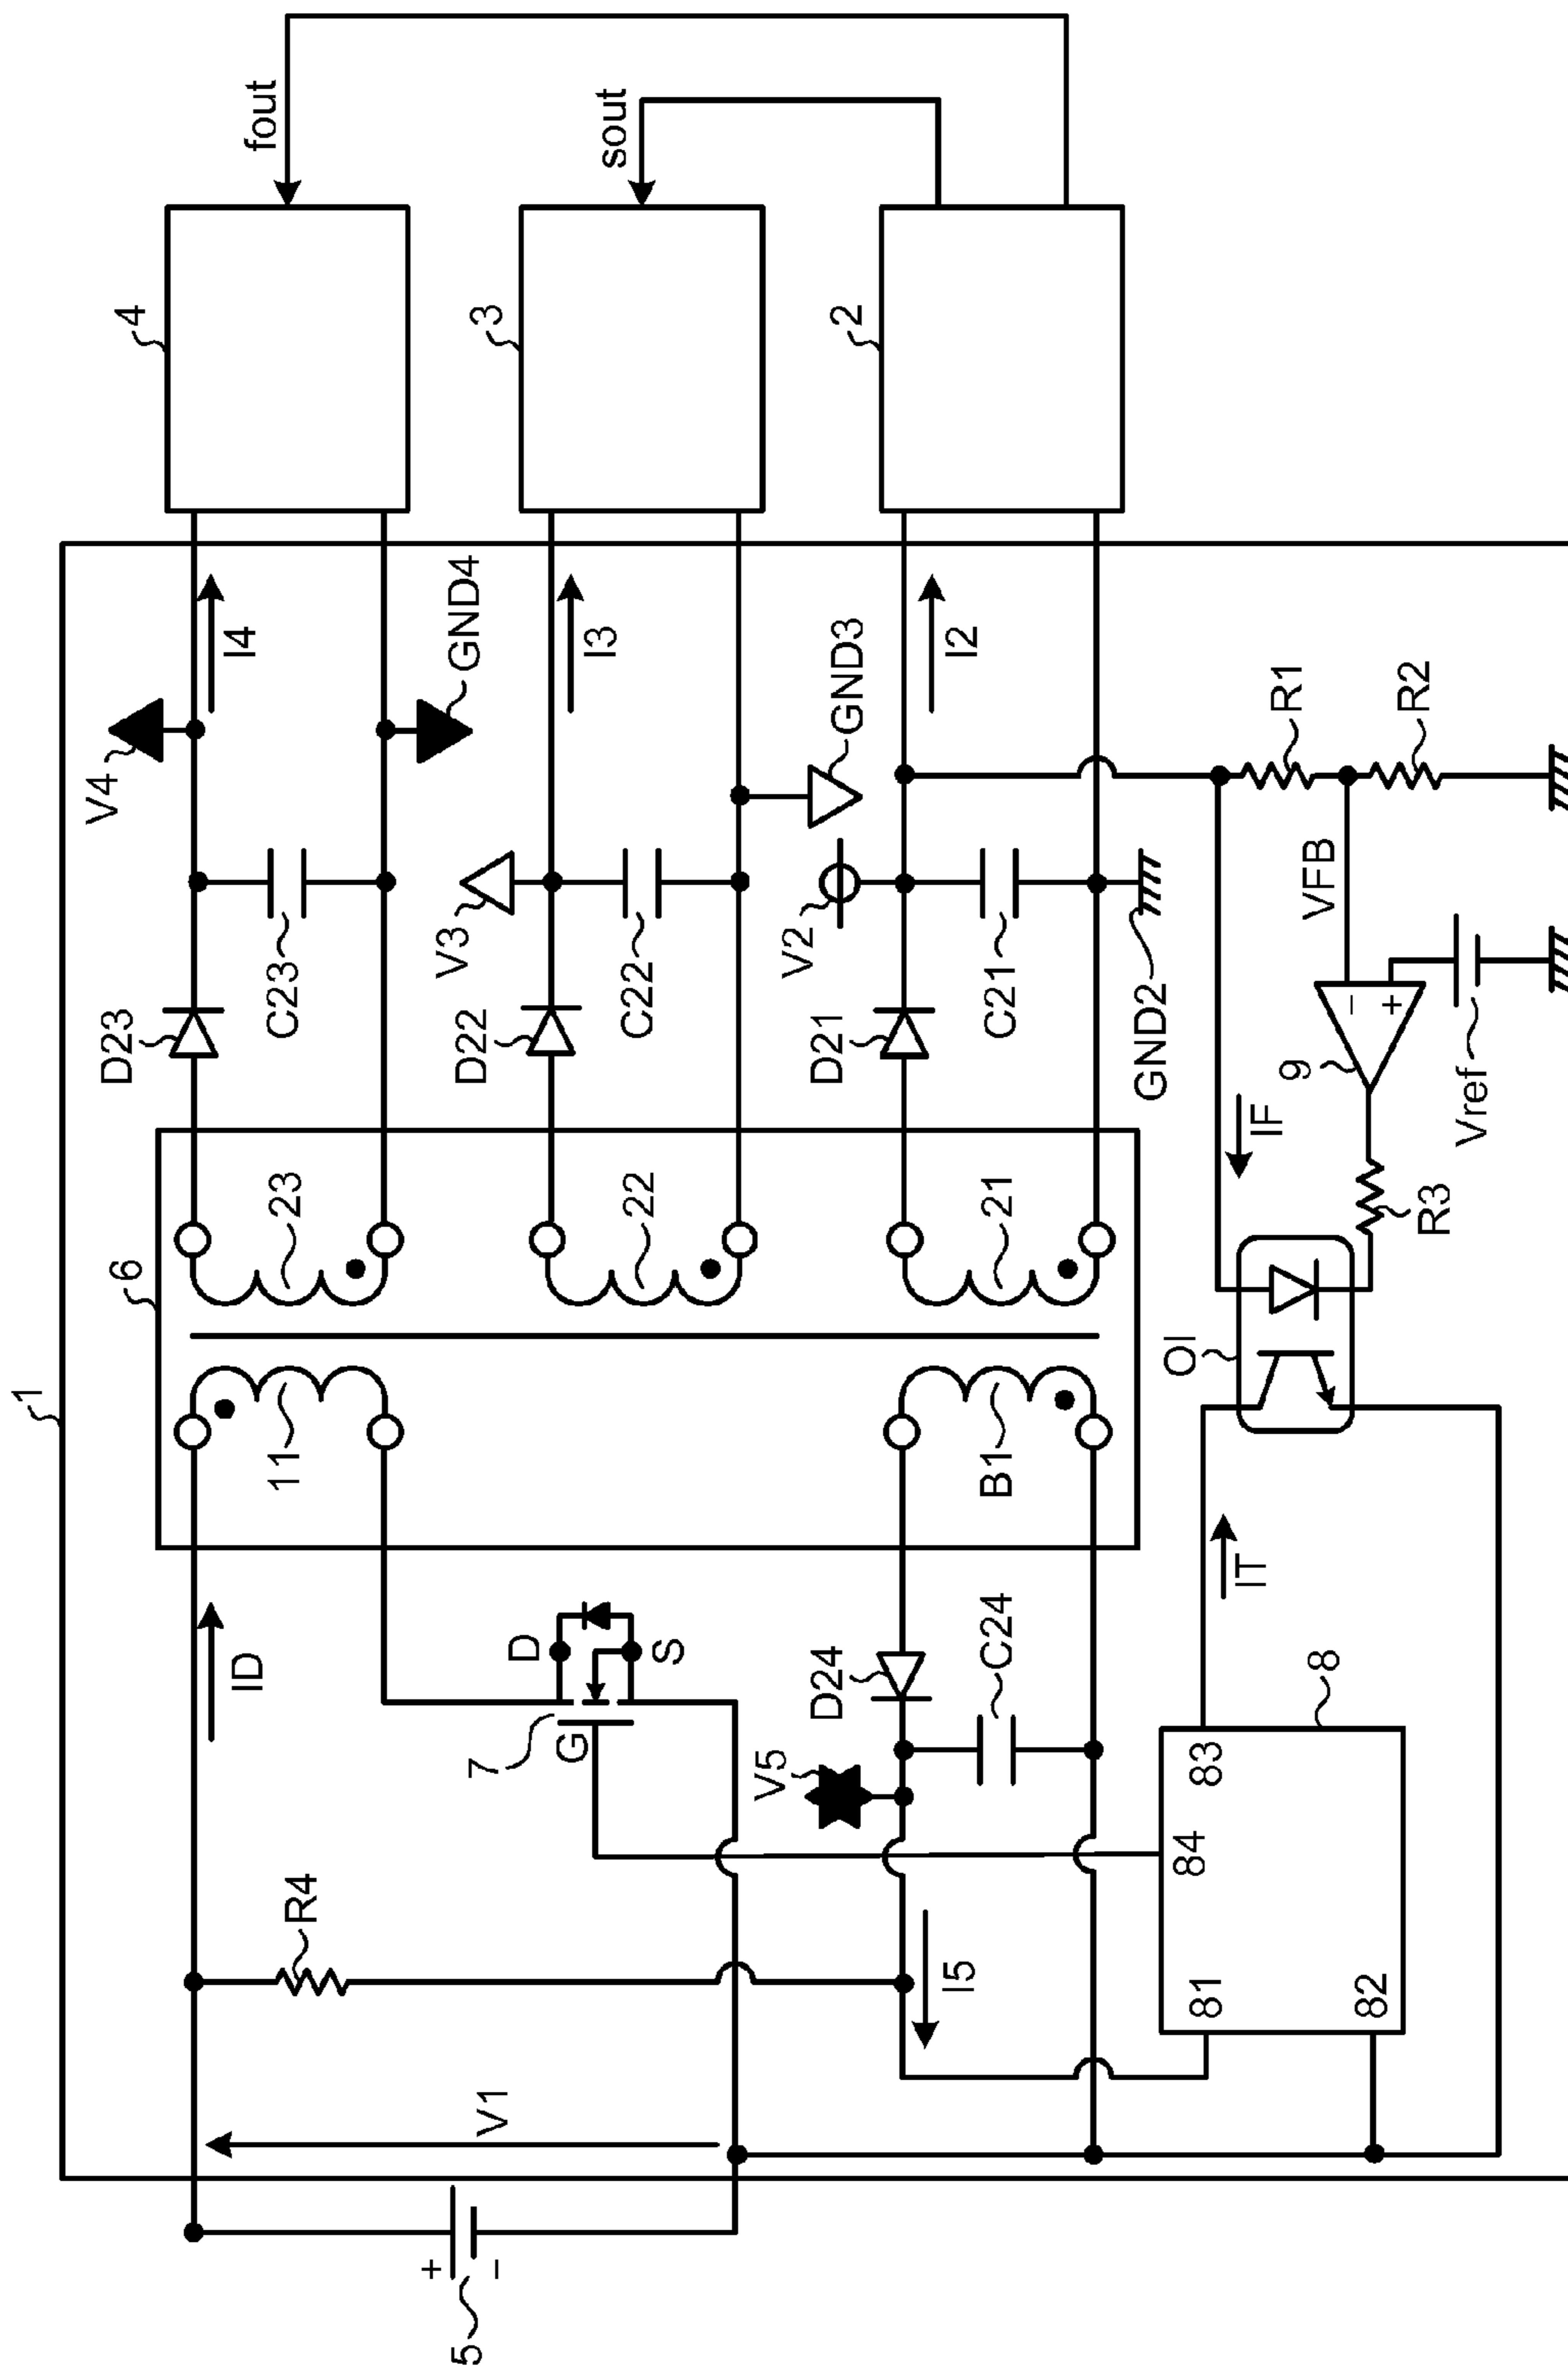 1
6
4
3
2
fout
sout
V4
I4
GND4
D23
C23
V3
I3
GND3
D22
C22
V2
I2
D21
C21
GND2
23
22
21
11
B1
ID
R4
D
S
G
7
V1
+
−
5
V5
D24
C24
I5
81
82
83
84
8
IT
OI
IF
R3
9
−
+
Vref
VFB
R1
R2